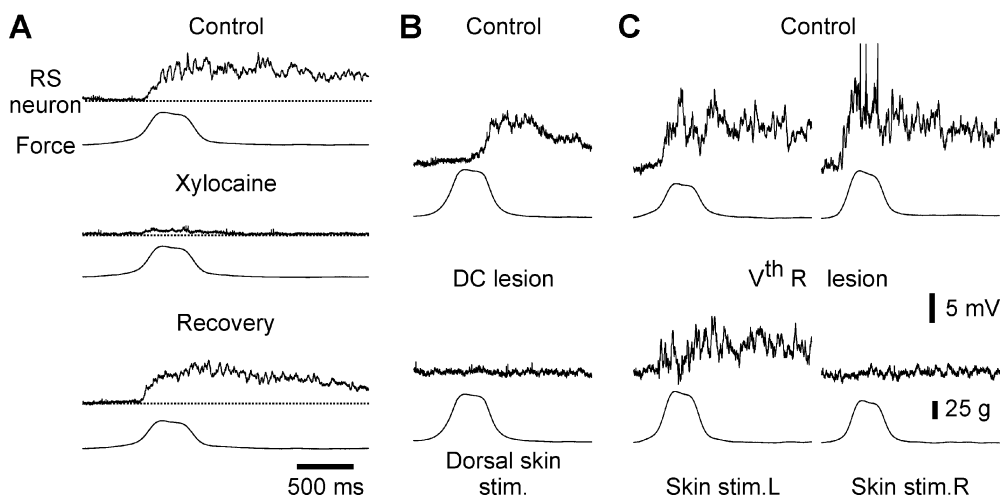 A
Control
RS
neuron
Force
Xylocaine
Recovery
500 ms
B
Control
DC lesion
Dorsal skin
stim.
C
Control
Vth R lesion
5 mV
25 g
Skin stim.L
Skin stim.R